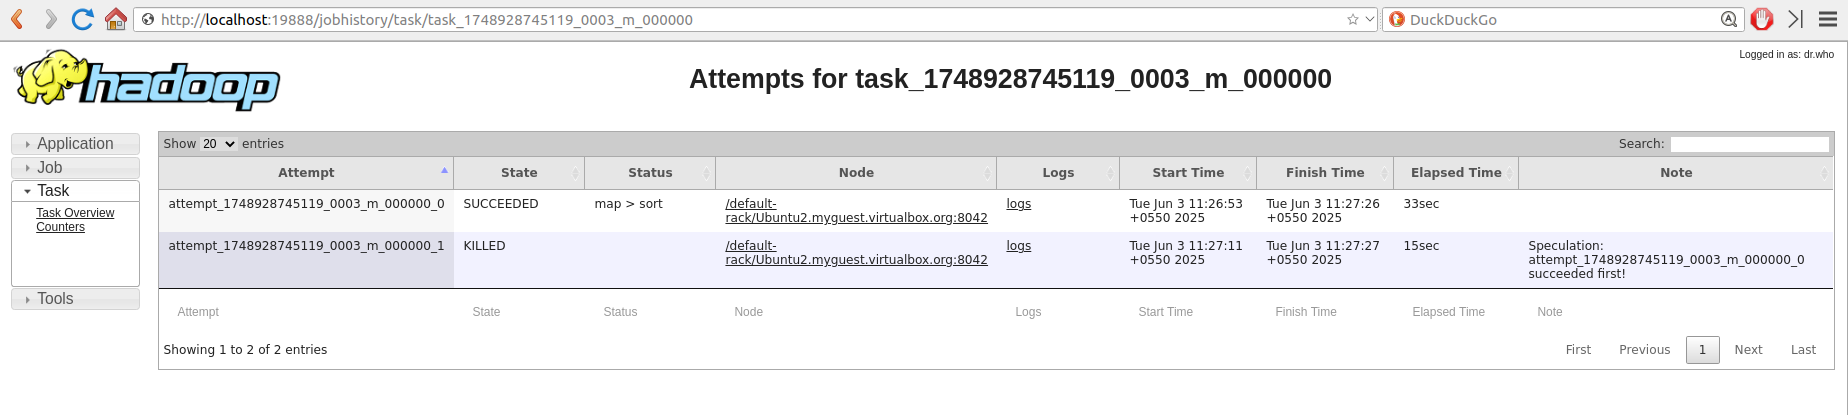 http://localhost:19888/jobhistory/task/task_1748928745119_0003_m_000000
DuckDuckGo
Logged in as: dr.who
hadoop
Attempts for task_1748928745119_0003_m_000000
Application
Job
Task
Task Overview
Counters
Tools
Show 20 entries
Search:
Attempt State Status Node Logs Start Time Finish Time Elapsed Time Note
attempt_1748928745119_0003_m_000000_0 SUCCEEDED map > sort /default- logs Tue Jun 3 11:26:53 Tue Jun 3 11:27:26 33sec
rack/Ubuntu2.myguest.virtualbox.org:8042 +0550 2025 +0550 2025
attempt_1748928745119_0003_m_000000_1 KILLED /default- logs Tue Jun 3 11:27:11 Tue Jun 3 11:27:27 15sec Speculation:
rack/Ubuntu2.myguest.virtualbox.org:8042 +0550 2025 +0550 2025 attempt_1748928745119_0003_m_000000_0
succeeded first!
Attempt State Status Node Logs Start Time Finish Time Elapsed Time Note
Showing 1 to 2 of 2 entries
First Previous 1 Next Last